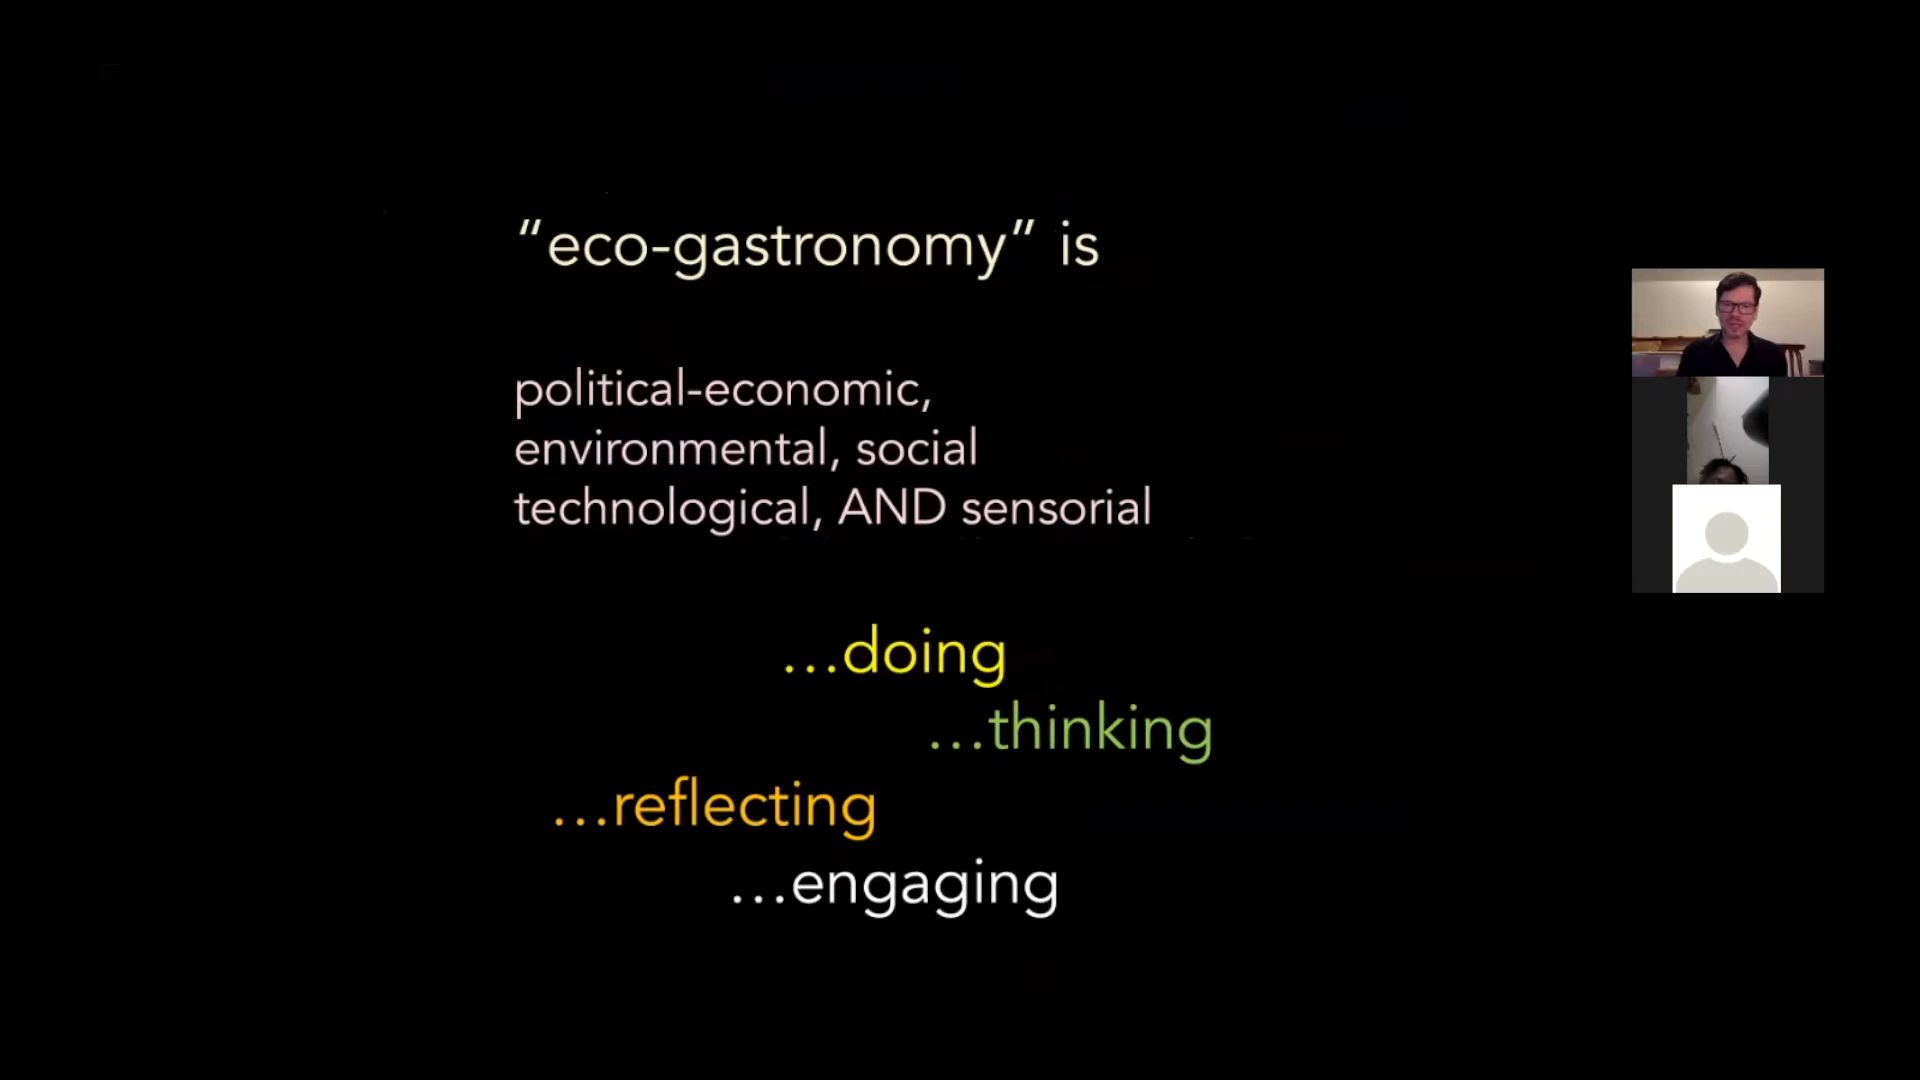 “eco-gastronomy” is
political-economic,
environmental, social
technological, AND sensorial
…doing
…thinking
…reflecting
…engaging